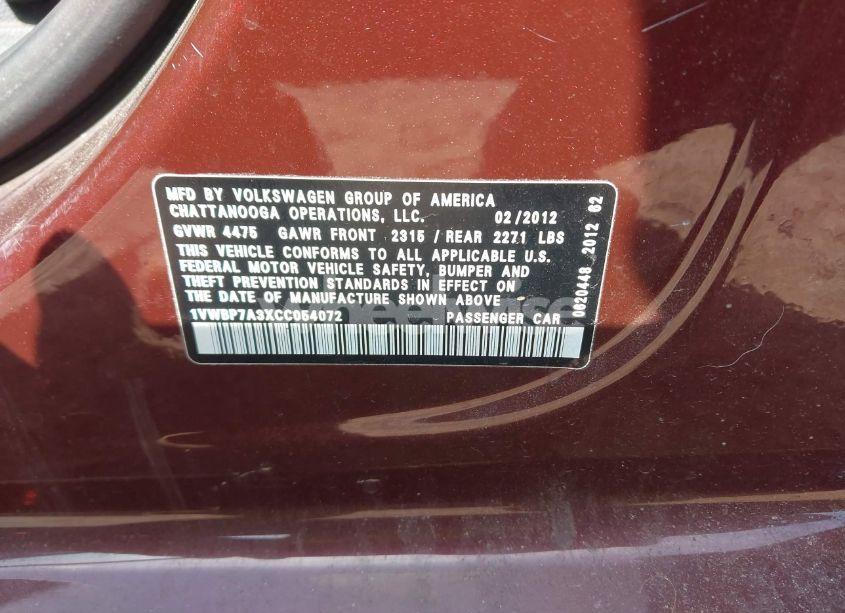 MFD BY VOLKSWAGEN GROUP OF AMERICA
CHATTANOOGA OPERATIONS, LLC. 02/2012
GVWR 4475 GAWR FRONT 2315 / REAR 2271 LBS
THIS VEHICLE CONFORMS TO ALL APPLICABLE U.S.
FEDERAL MOTOR VEHICLE SAFETY, BUMPER AND
THEFT PREVENTION STANDARDS IN EFFECT ON
THE DATE OF MANUFACTURE SHOWN ABOVE
1VWBP7A3XCC054072 PASSENGER CAR
0620448 2012 G2